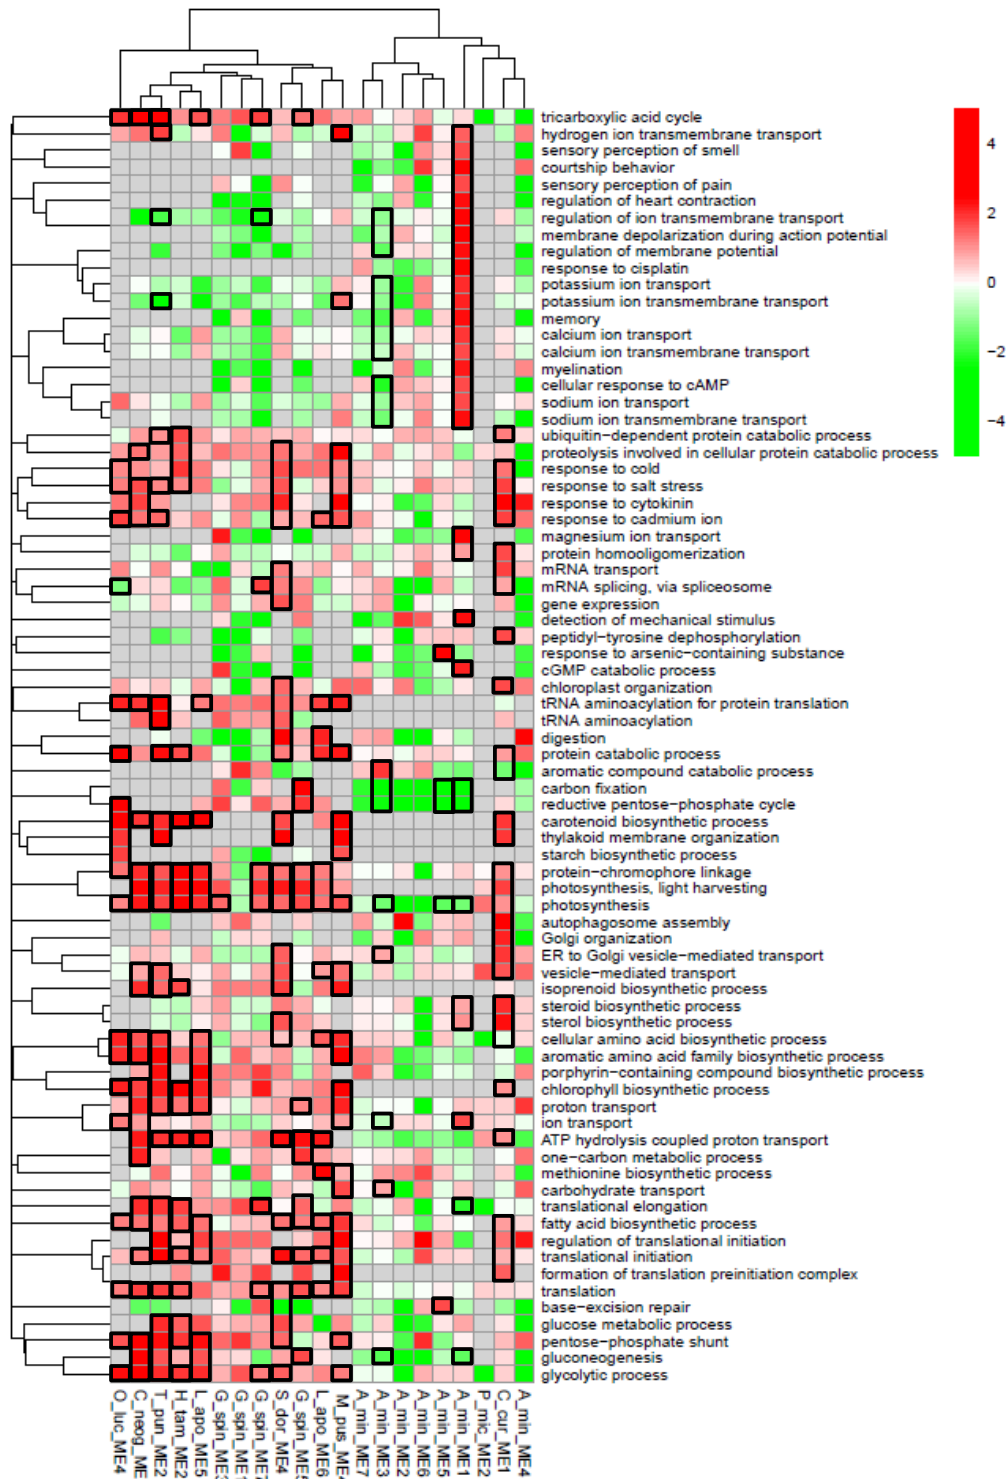 tricarboxylic acid cycle
hydrogen ion transmembrane transport
sensory perception of smell
courtship behavior
sensory perception of pain
regulation of heart contraction
regulation of ion transmembrane transport
membrane depolarization during action potential
regulation of membrane potential
response to cisplatin
potassium ion transport
potassium ion transmembrane transport
memory
calcium ion transport
calcium ion transmembrane transport
myelination
cellular response to cAMP
sodium ion transport
sodium ion transmembrane transport
ubiquitin−dependent protein catabolic process
proteolysis involved in cellular protein catabolic process
response to cold
response to salt stress
response to cytokinin
response to cadmium ion
magnesium ion transport
protein homooligomerization
mRNA transport
mRNA splicing, via spliceosome
gene expression
detection of mechanical stimulus
peptidyl−tyrosine dephosphorylation
response to arsenic−containing substance
cGMP catabolic process
chloroplast organization
tRNA aminoacylation for protein translation
tRNA aminoacylation
digestion
protein catabolic process
aromatic compound catabolic process
carbon fixation
reductive pentose−phosphate cycle
carotenoid biosynthetic process
thylakoid membrane organization
starch biosynthetic process
protein−chromophore linkage
photosynthesis, light harvesting
photosynthesis
autophagosome assembly
Golgi organization
ER to Golgi vesicle−mediated transport
vesicle−mediated transport
isoprenoid biosynthetic process
steroid biosynthetic process
sterol biosynthetic process
cellular amino acid biosynthetic process
aromatic amino acid family biosynthetic process
porphyrin−containing compound biosynthetic process
chlorophyll biosynthetic process
proton transport
ion transport
ATP hydrolysis coupled proton transport
one−carbon metabolic process
methionine biosynthetic process
carbohydrate transport
translational elongation
fatty acid biosynthetic process
regulation of translational initiation
translational initiation
formation of translation preinitiation complex
translation
base−excision repair
glucose metabolic process
pentose−phosphate shunt
gluconeogenesis
glycolytic process
4
2
0
−2
−4
O_luc_ME4
C_neog_ME
T_pun_ME2
H_tam_ME2
L_apo_ME5
G_spin_ME
G_spin_ME1
G_spin_ME7
S_dor_ME4
G_spin_ME5
L_apo_ME6
M_pus_ME4
A_min_ME7
A_min_ME3
A_min_ME2
A_min_ME6
A_min_ME5
A_min_ME1
P_mic_ME2
C_cur_ME1
A_min_ME4